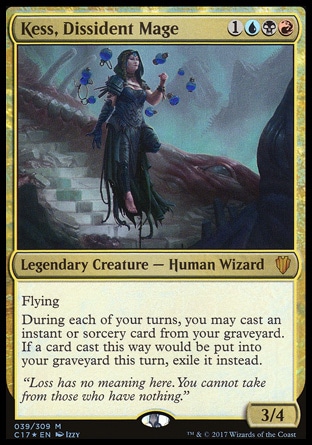 Kess, Dissident Mage 1
Legendary Creature — Human Wizard
Flying
During each of your turns, you may cast an
instant or sorcery card from your graveyard.
If a card cast this way would be put into
your graveyard this turn, exile it instead.
“Loss has no meaning here. You cannot take
from those who have nothing.”
3/4
039/309 M
C17★EN Izzy
™ & © 2017 Wizards of the Coast